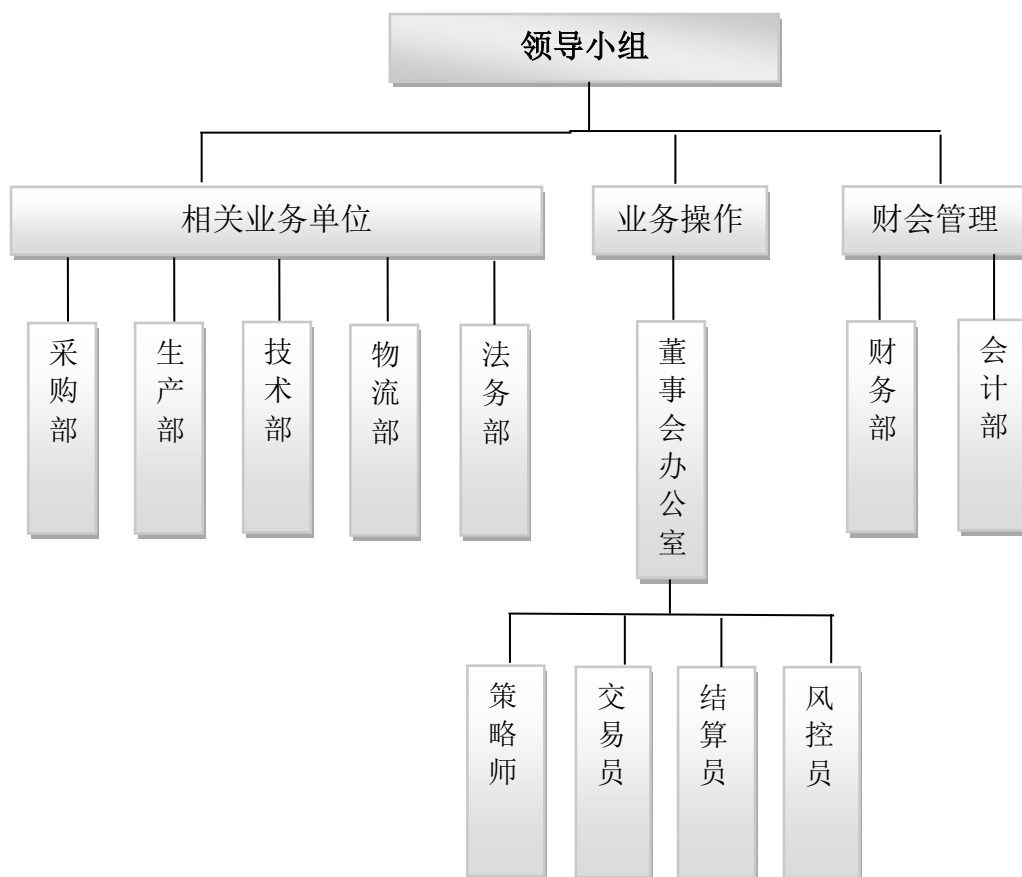 领导小组
相关业务单位
业务操作
财会管理
采购部
生产部
技术部
物流部
法务部
董事会办公室
财务部
会计部
策略师
交易员
结算员
风控员